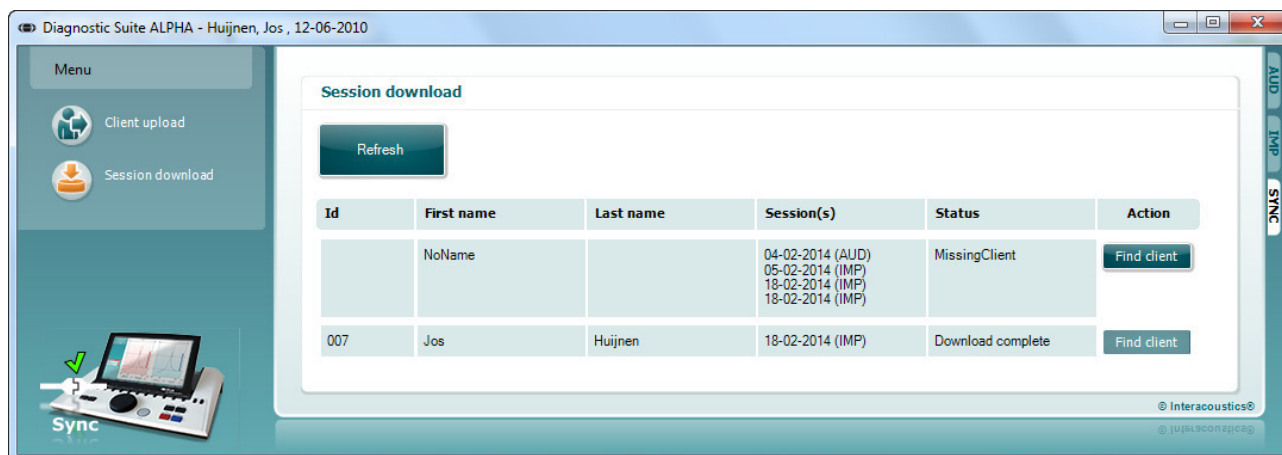 Diagnostic Suite ALPHA - Huijnen, Jos , 12-06-2010
Menu
Client upload
Session download
Sync
Session download
Refresh
Id First name Last name Session(s) Status Action
NoName 04-02-2014 (AUD) MissingClient Find client
05-02-2014 (IMP)
18-02-2014 (IMP)
18-02-2014 (IMP)
007 Jos Huijnen 18-02-2014 (IMP) Download complete Find client
© Interacoustics®
© Interacoustics®
AUD
IMP
SYNC